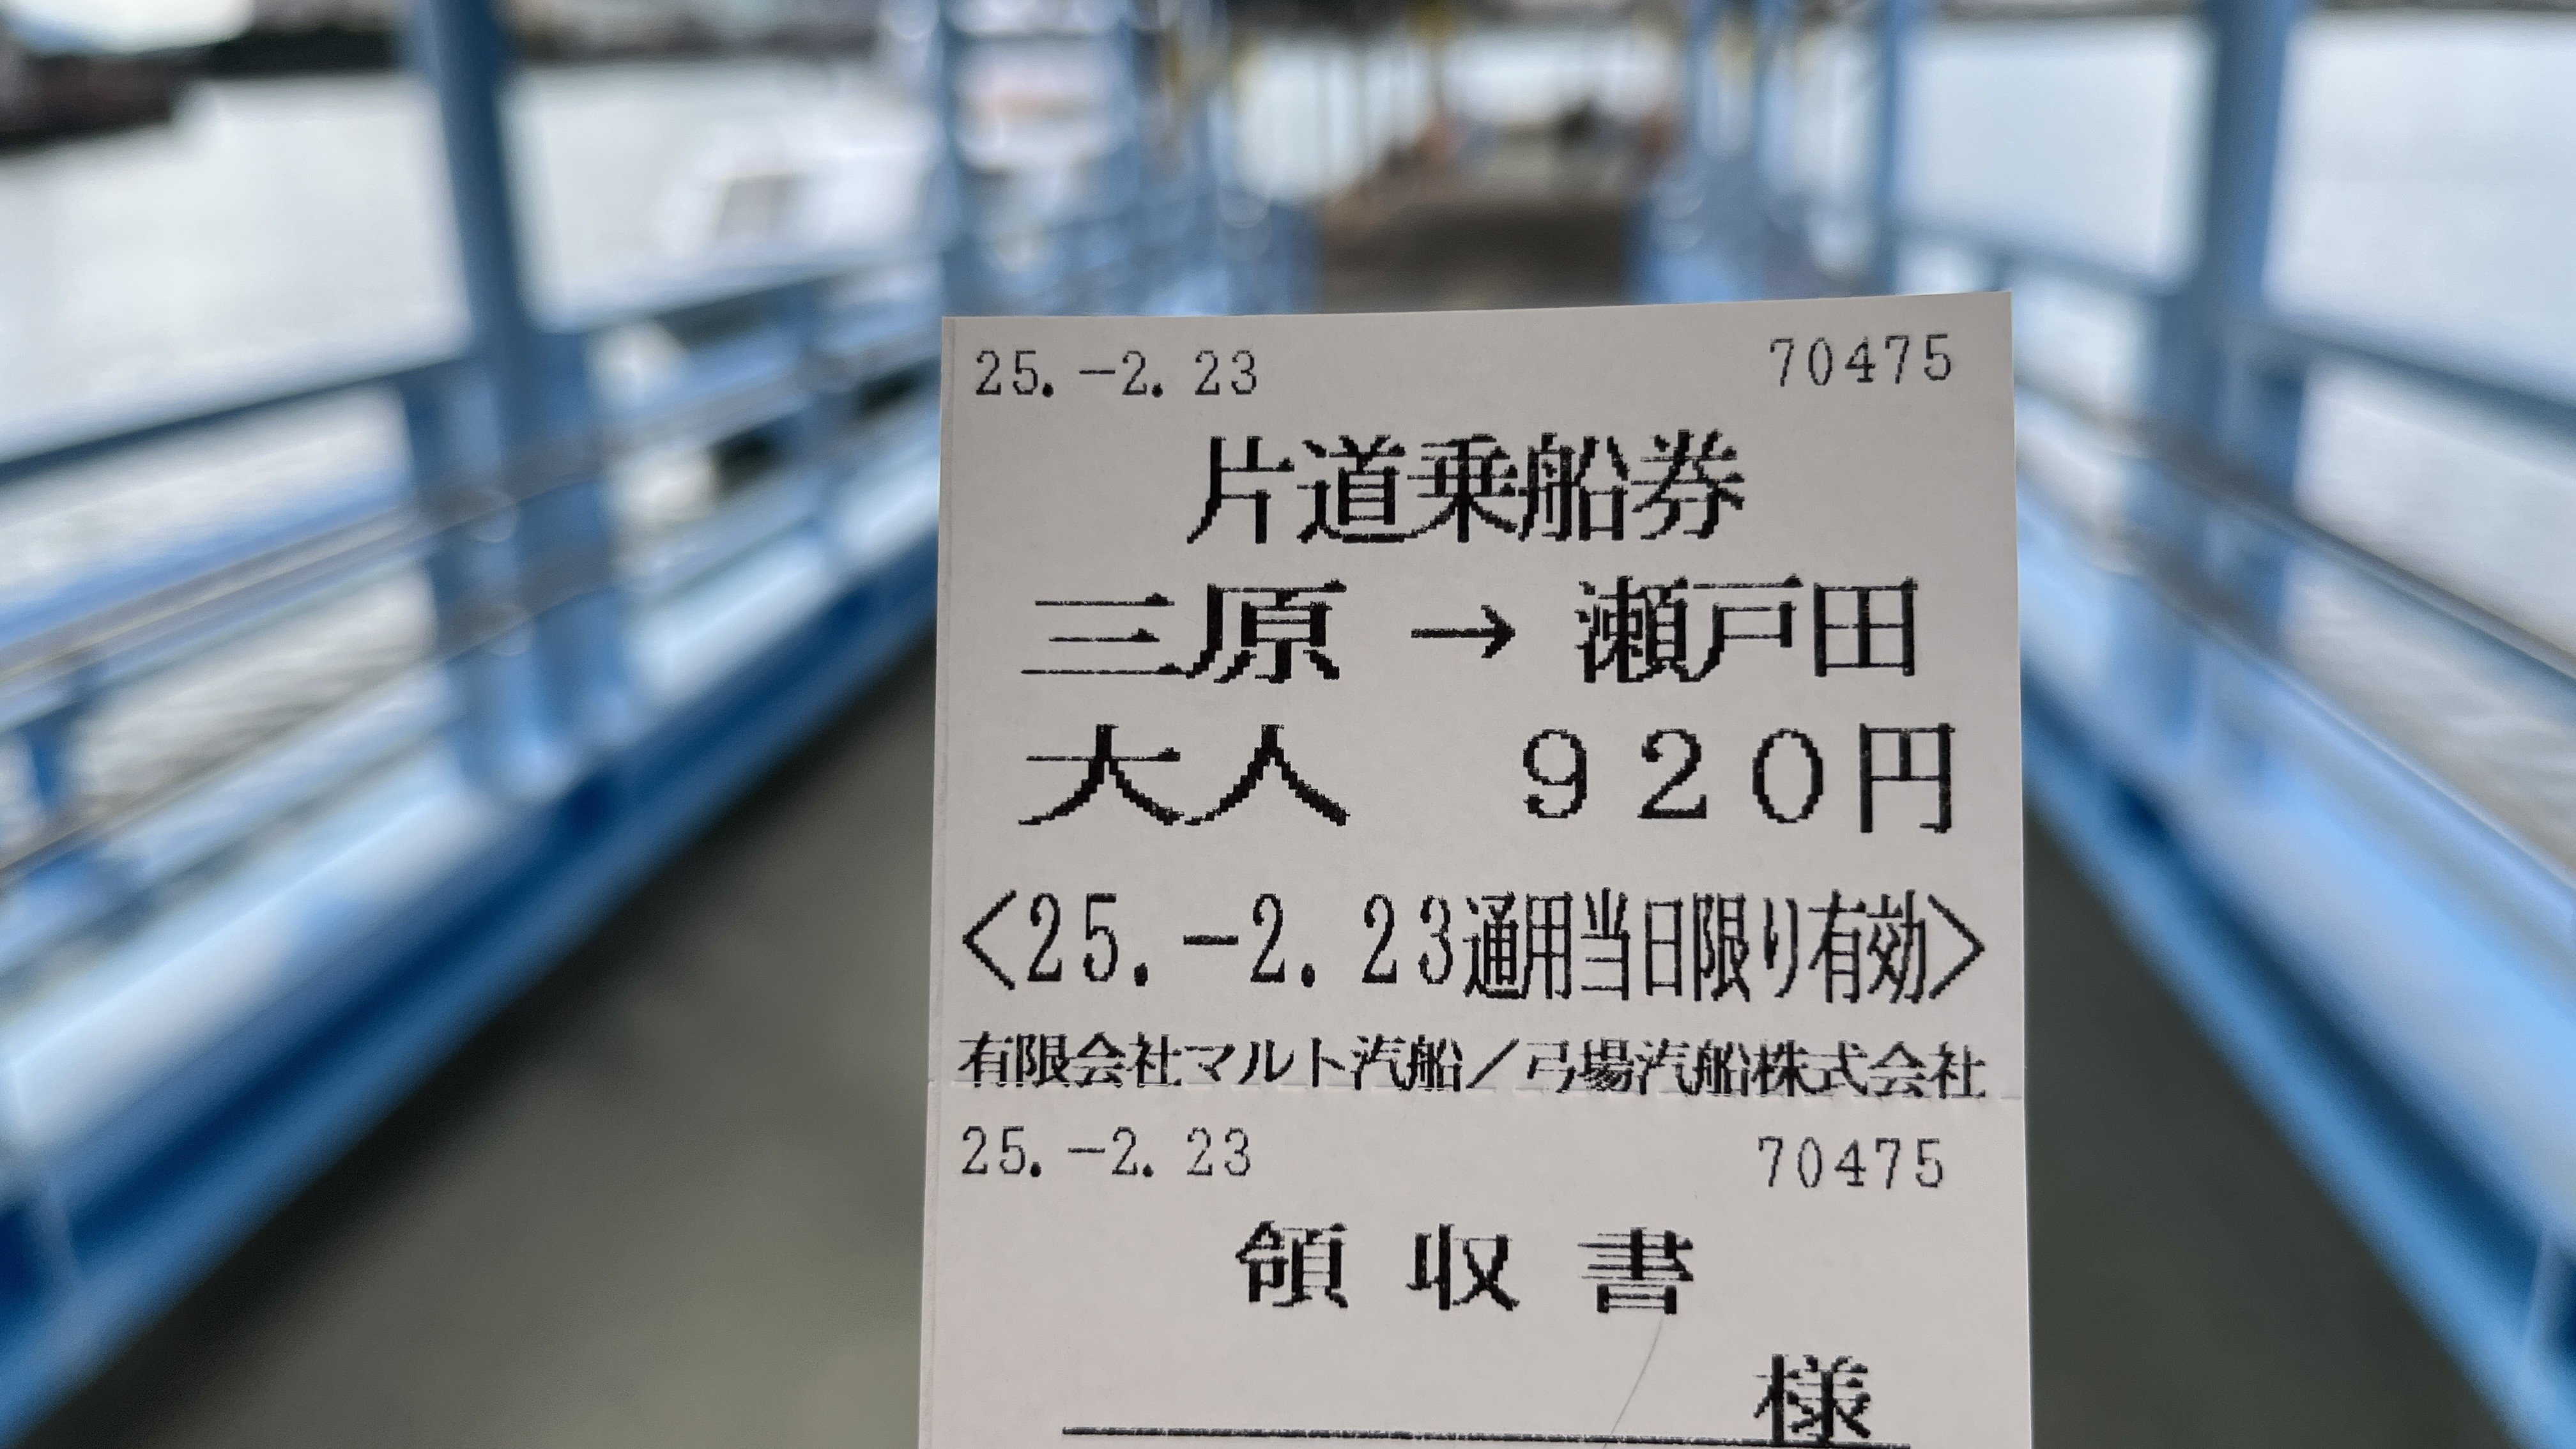 25.-2.23 70475
片道乗船券
三原→瀬戸田
大人 920円
<25.-2.23通用当日限り有効>
有限会社マルト汽船／弓場汽船株式会社
25.-2.23 70475
領収書
様